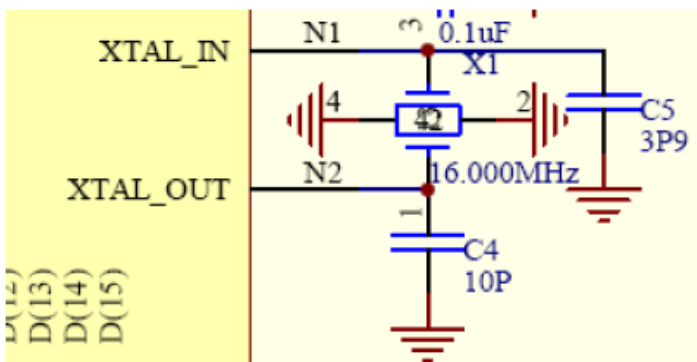 XTAL_IN
N1
3
0.1uF
X1
4
2
C5
3P9
XTAL_OUT
N2
16.000MHz
1
C4
10P
D(13)
D(14)
D(15)